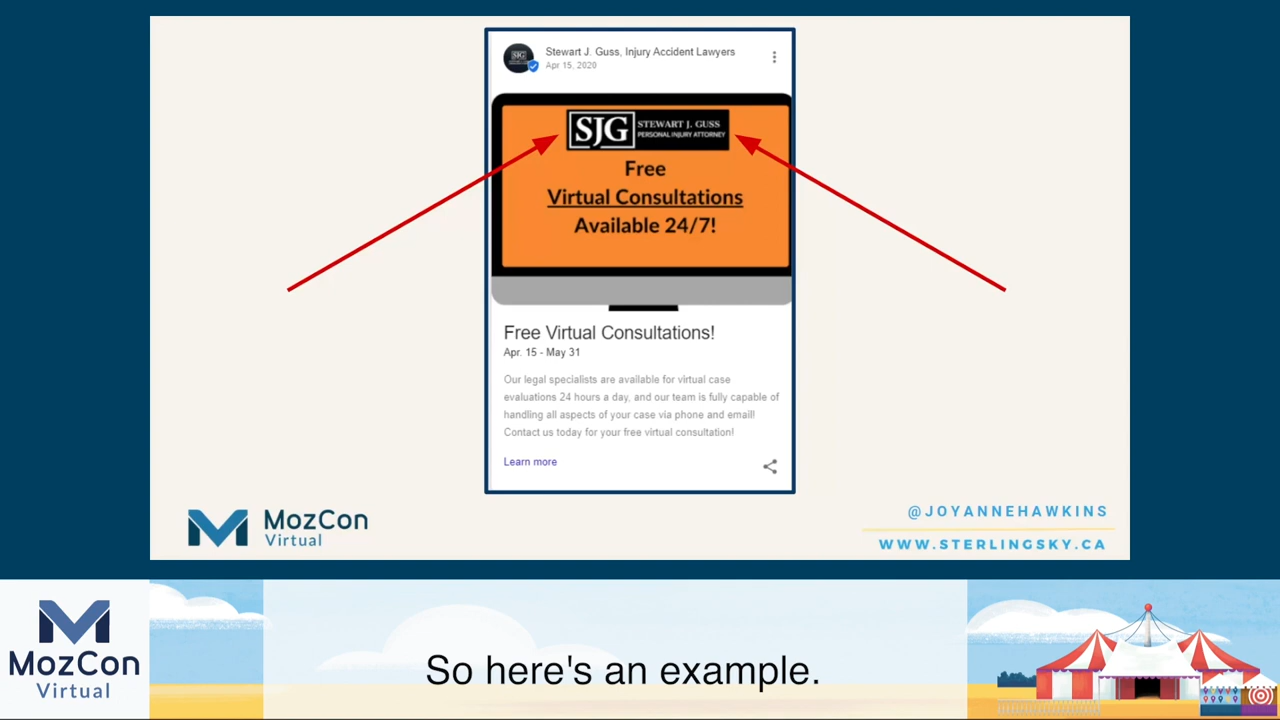 SJG
Stewart J. Guss, Injury Accident Lawyers
Apr 15, 2020
SJG STEWART J. GUSS
PERSONAL INJURY ATTORNEY
Free
Virtual Consultations
Available 24/7!
Free Virtual Consultations!
Apr. 15 - May 31
Our legal specialists are available for virtual case
evaluations 24 hours a day, and our team is fully capable of
handling all aspects of your case via phone and email!
Contact us today for your free virtual consultation!
Learn more
MozCon
Virtual
@JOYANNEHAWKINS
WWW.STERLINGSKY.CA
MozCon
Virtual
So here's an example.